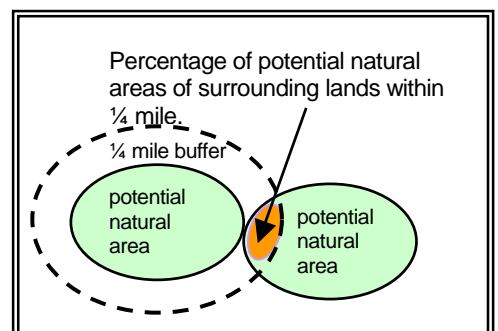 Percentage of potential natural
areas of surrounding lands within
¼ mile.
¼ mile buffer
potential
natural
area
potential
natural
area